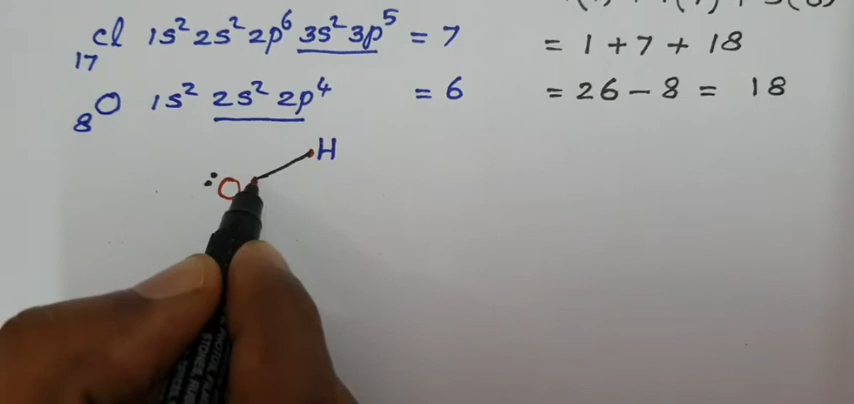 ₁₇Cl 1s² 2s² 2p⁶ 3s² 3p⁵ = 7
= 1 + 7 + 18
₈O 1s² 2s² 2p⁴ = 6
= 26 − 8 = 18
H
:O